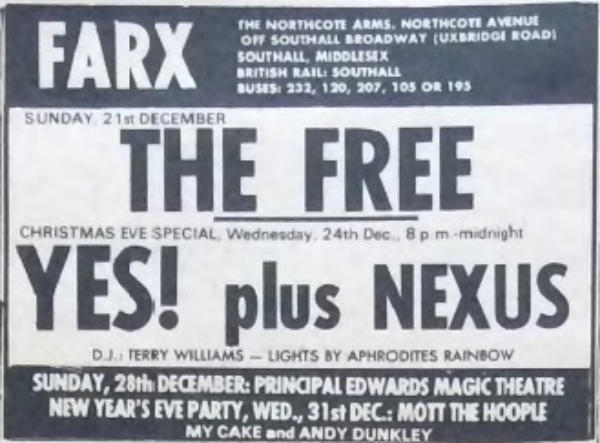 FARX
THE NORTHCOTE ARMS. NORTHCOTE AVENUE
OFF SOUTHALL BROADWAY (UXBRIDGE ROAD)
SOUTHALL, MIDDLESEX
BRITISH RAIL: SOUTHALL
BUSES: 232, 120, 207, 105 OR 195
SUNDAY, 21st DECEMBER
THE FREE
CHRISTMAS EVE SPECIAL, Wednesday, 24th Dec., 8 p.m.-midnight
YES! plus NEXUS
D.J.: TERRY WILLIAMS — LIGHTS BY APHRODITES RAINBOW
SUNDAY, 28th DECEMBER: PRINCIPAL EDWARDS MAGIC THEATRE
NEW YEAR'S EVE PARTY, WED., 31st DEC.: MOTT THE HOOPLE
MY CAKE and ANDY DUNKLEY